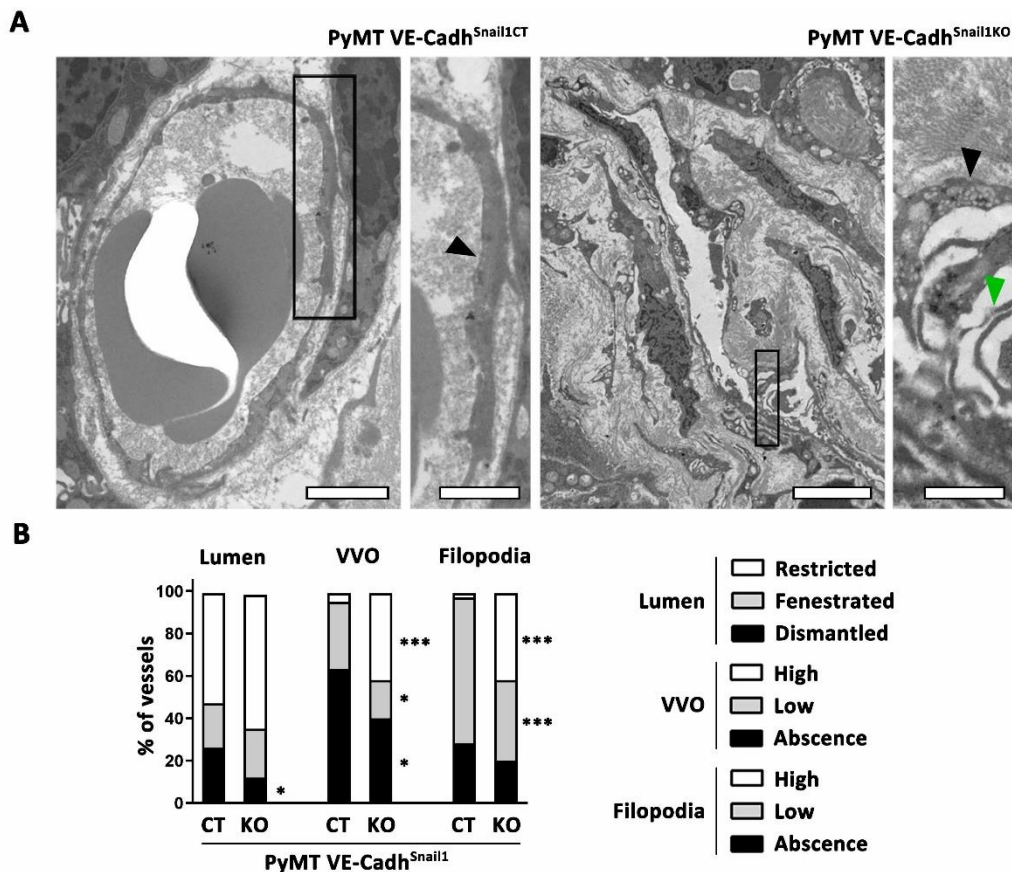 A
PyMT VE-Cadh^Snail1CT
PyMT VE-Cadh^Snail1KO
B
Lumen VVO Filopodia
% of vessels
100
80
60
40
20
0
***
*
*
*
***
***
CT KO CT KO CT KO
PyMT VE-Cadh^Snail1
Lumen
Restricted
Fenestrated
Dismantled
VVO
High
Low
Abscence
Filopodia
High
Low
Abscence